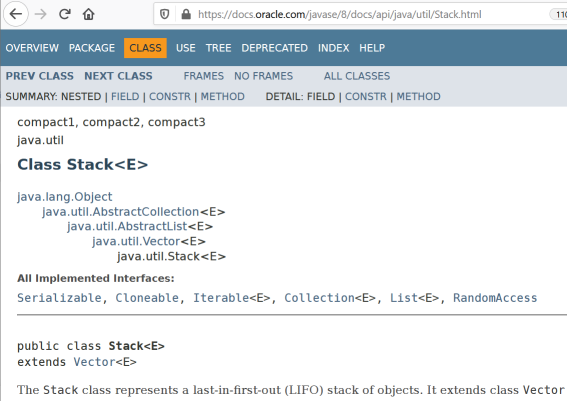 https://docs.oracle.com/javase/8/docs/api/java/util/Stack.html
OVERVIEW PACKAGE CLASS USE TREE DEPRECATED INDEX HELP
PREV CLASS NEXT CLASS FRAMES NO FRAMES ALL CLASSES
SUMMARY: NESTED | FIELD | CONSTR | METHOD DETAIL: FIELD | CONSTR | METHOD
compact1, compact2, compact3
java.util
Class Stack<E>
java.lang.Object
java.util.AbstractCollection<E>
java.util.AbstractList<E>
java.util.Vector<E>
java.util.Stack<E>
All Implemented Interfaces:
Serializable, Cloneable, Iterable<E>, Collection<E>, List<E>, RandomAccess
public class Stack<E>
extends Vector<E>
The Stack class represents a last-in-first-out (LIFO) stack of objects. It extends class Vector